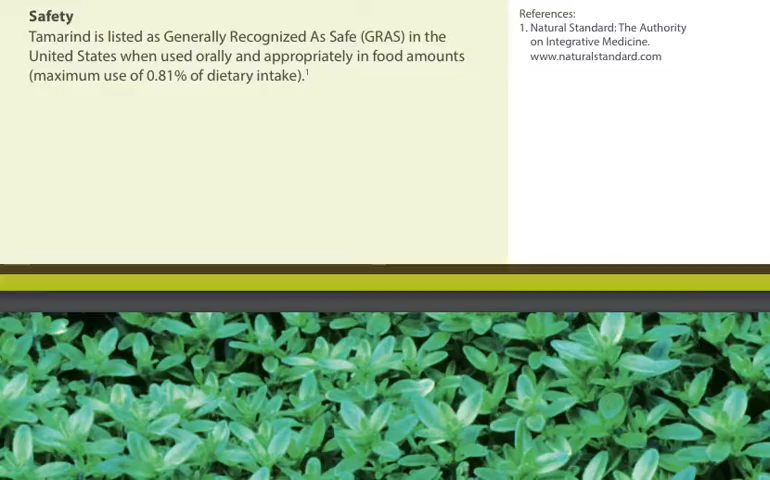 Safety
Tamarind is listed as Generally Recognized As Safe (GRAS) in the
United States when used orally and appropriately in food amounts
(maximum use of 0.81% of dietary intake).1
References:
1. Natural Standard: The Authority
on Integrative Medicine.
www.naturalstandard.com